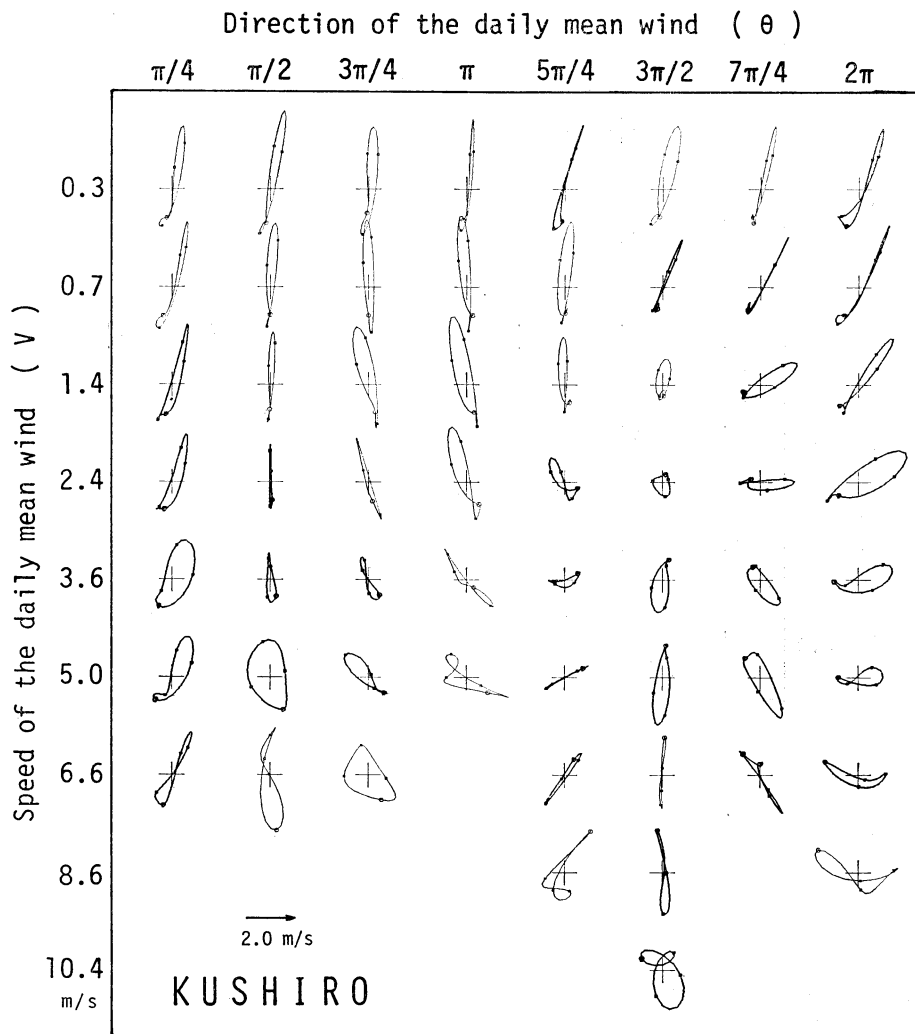 Direction of the daily mean wind ( θ )
π/4 π/2 3π/4 π 5π/4 3π/2 7π/4 2π
Speed of the daily mean wind ( V )
0.3
0.7
1.4
2.4
3.6
5.0
6.6
8.6
10.4
m/s
2.0 m/s
KUSHIRO